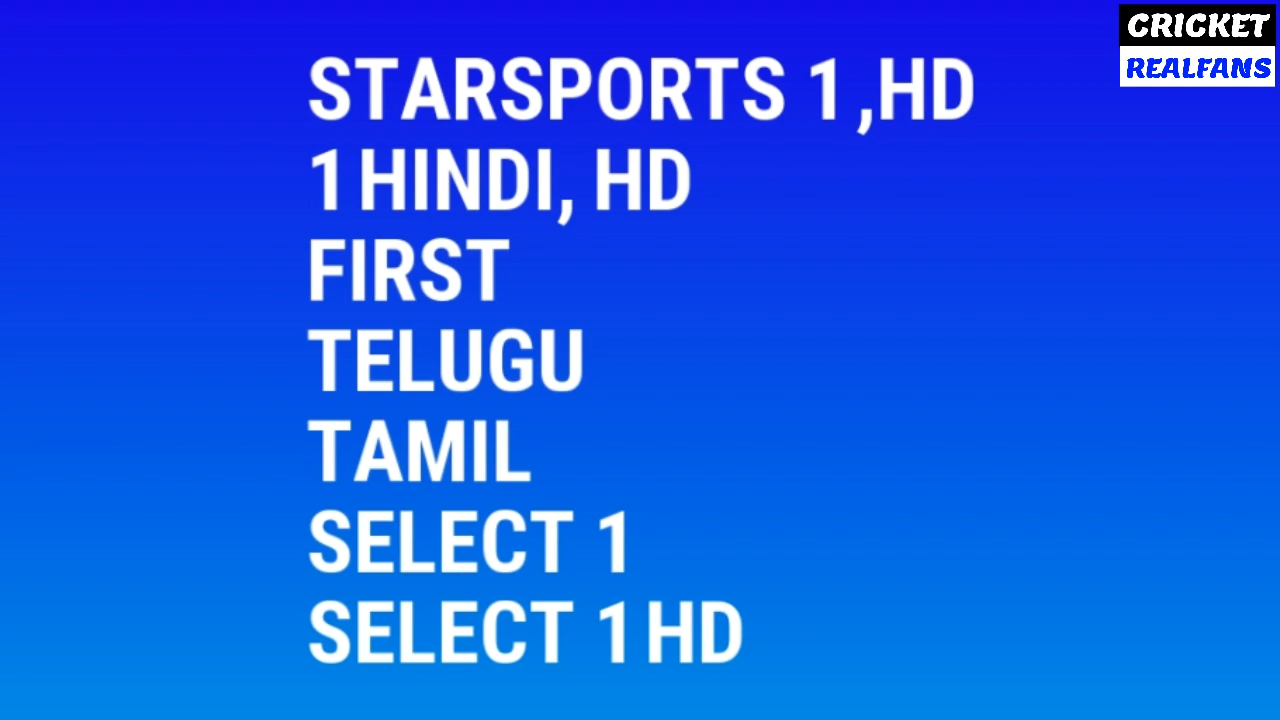 CRICKET
REALFANS
STARSPORTS 1 ,HD
1 HINDI, HD
FIRST
TELUGU
TAMIL
SELECT 1
SELECT 1 HD